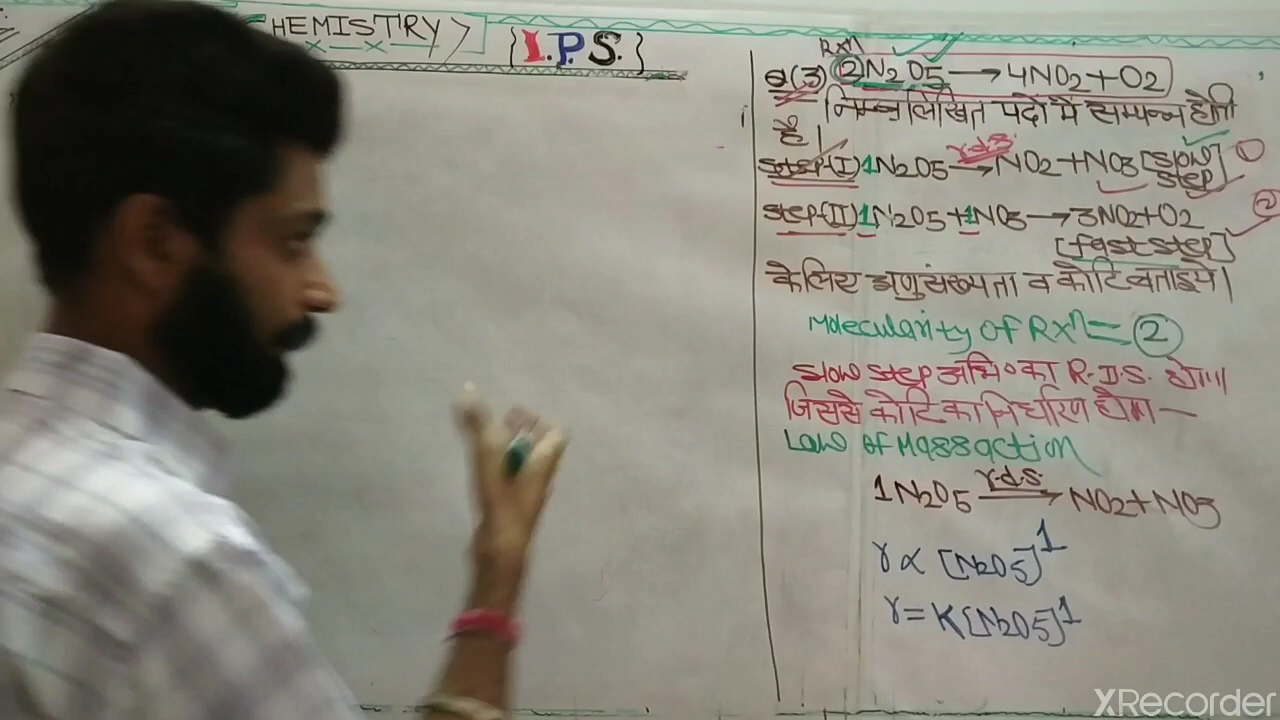 CHEMISTRY
{I.P.S.}
Rxn
Q(3) 2N2O5 → 4NO2 + O2
निम्न लिखित पदों में सम्पन्न होती
है।
Step(I) 1N2O5 r.d.s. → NO2 + NO3 [slow step] 1
Step(II) 1N2O5 + 1NO3 → 3NO2 + O2 2
[fast step]
के लिए अणुसंख्यता व कोटि बताइये।
Molecularity of Rxn = 2
slow step अभि० का R.D.S. होगा
जिससे कोटि का निर्धारण होगा —
Law of Mass action
1N2O5 r.d.s. → NO2 + NO3
r ∝ [N2O5]^1
r = K[N2O5]^1
XRecorder